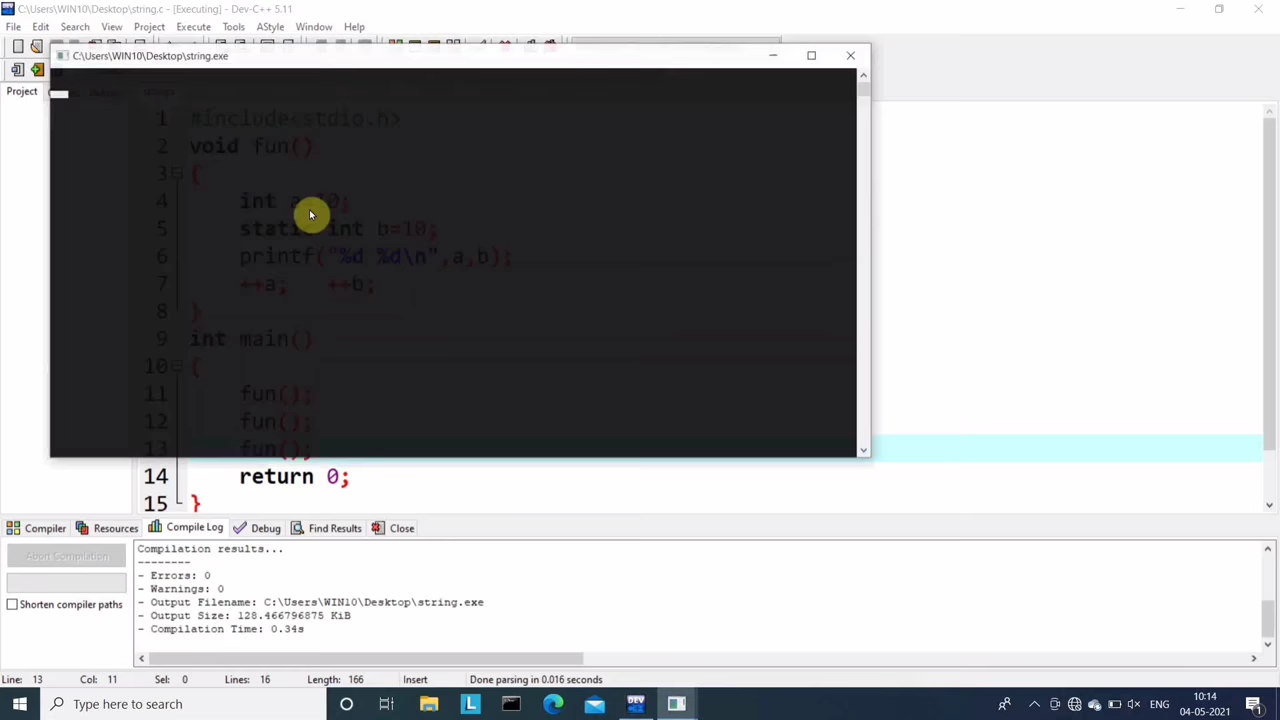 C:\Users\WIN10\Desktop\string.c - [Executing] - Dev-C++ 5.11
File Edit Search View Project Execute Tools AStyle Window Help
C:\Users\WIN10\Desktop\string.exe
Project
1 #include<stdio.h>
2 void fun()
3 {
4 int a=10;
5 static int b=10;
6 printf("%d %d\n",a,b);
7 ++a; ++b;
8 }
9 int main()
10 {
11 fun();
12 fun();
13 fun();
14 return 0;
15 }
Compiler Resources Compile Log Debug Find Results Close
Abort Compilation
Shorten compiler paths
Compilation results...
--------
- Errors: 0
- Warnings: 0
- Output Filename: C:\Users\WIN10\Desktop\string.exe
- Output Size: 128.466796875 KiB
- Compilation Time: 0.34s
Line: 13 Col: 11 Sel: 0 Lines: 16 Length: 166 Insert Done parsing in 0.016 seconds
Type here to search
L
DEV
ENG
10:14
04-05-2021
1